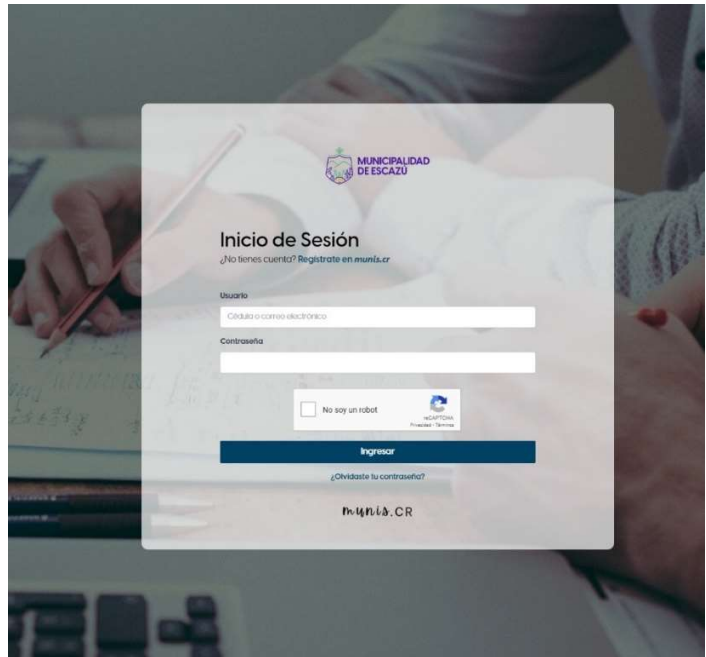 MUNICIPALIDAD
DE ESCAZÚ
Inicio de Sesión
¿No tienes cuenta? Regístrate en munis.cr
Usuario
Cédula o correo electrónico
Contraseña
No soy un robot
reCAPTCHA
Privacidad - Términos
Ingresar
¿Olvidaste tu contraseña?
munis.CR